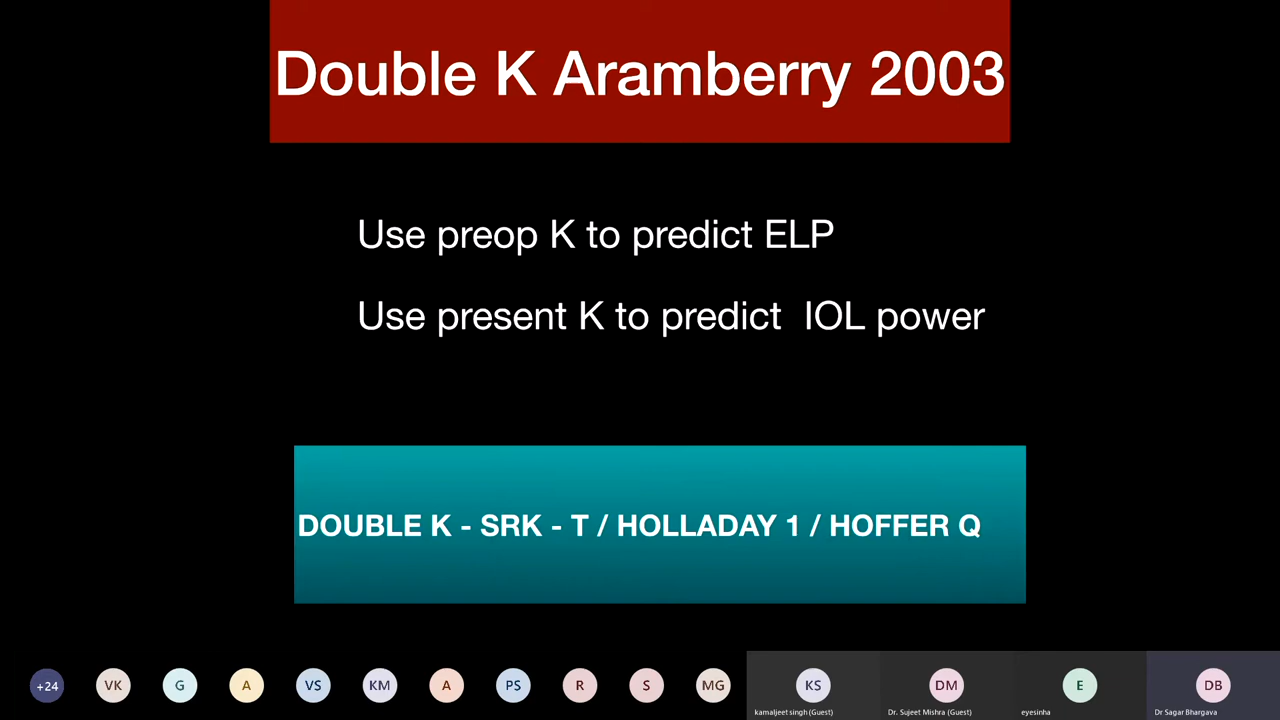 Double K Aramberry 2003
Use preop K to predict ELP
Use present K to predict IOL power
DOUBLE K - SRK - T / HOLLADAY 1 / HOFFER Q
+24 VK G A VS KM A PS R S MG KS DM E DB
kamaljeet singh (Guest) Dr. Sujeet Mishra (Guest) eyesinha Dr Sagar Bhargava